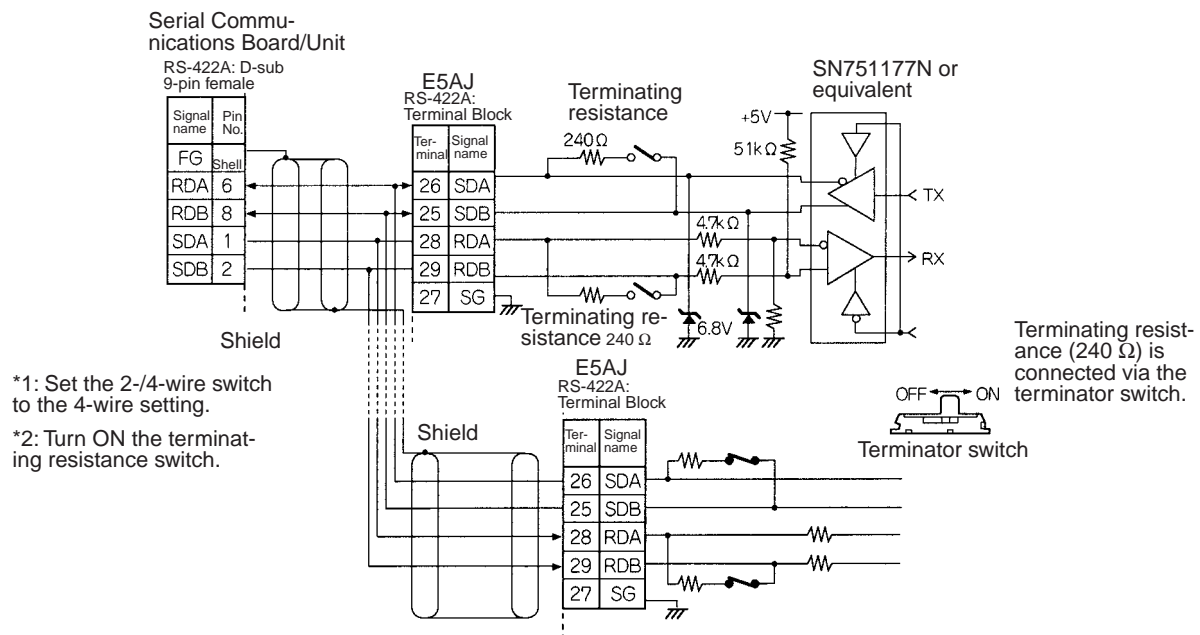 Serial Commu-
nications Board/Unit
RS-422A: D-sub
9-pin female
Signal name Pin No.
FG Shell
RDA 6
RDB 8
SDA 1
SDB 2
Shield
E5AJ
RS-422A:
Terminal Block
Ter-minal Signal name
26 SDA
25 SDB
28 RDA
29 RDB
27 SG
Terminating
resistance
240 Ω
Terminating re-
sistance 240 Ω
+5V
51k Ω
4.7k Ω
4.7k Ω
6.8V
SN751177N or
equivalent
TX
RX
*1: Set the 2-/4-wire switch
to the 4-wire setting.
*2: Turn ON the terminat-
ing resistance switch.
Shield
E5AJ
RS-422A:
Terminal Block
Ter-minal Signal name
26 SDA
25 SDB
28 RDA
29 RDB
27 SG
Terminating resist-
ance (240 Ω) is
connected via the
terminator switch.
OFF ON
Terminator switch